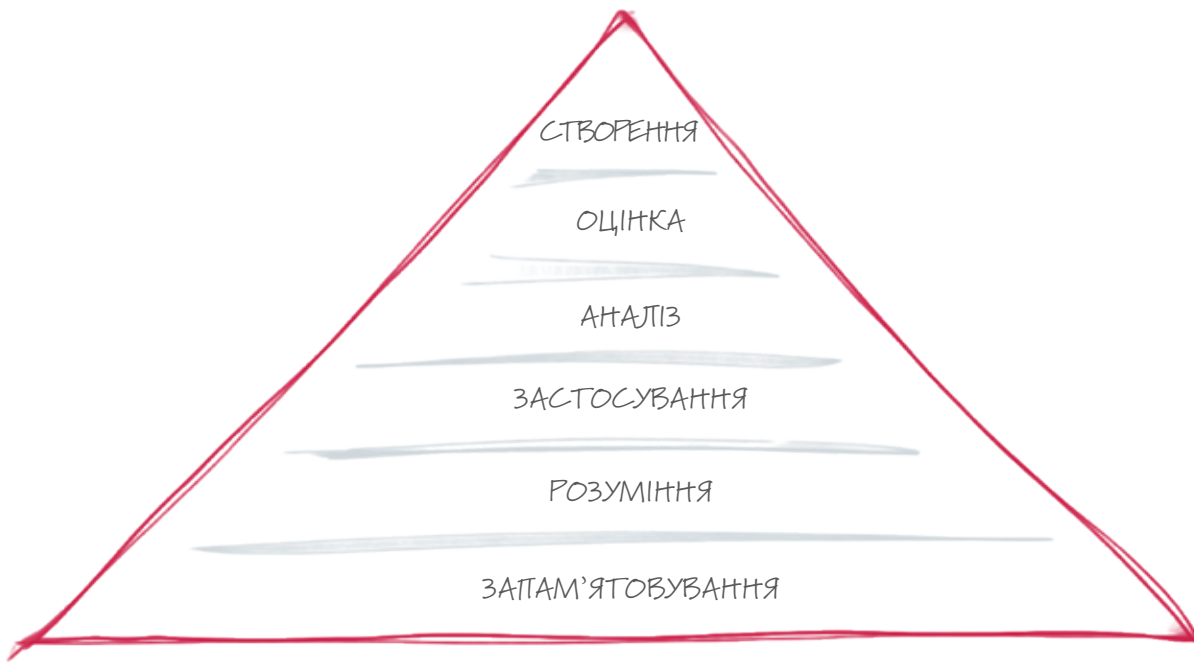 СТВОРЕННЯ
ОЦІНКА
АНАЛІЗ
ЗАСТОСУВАННЯ
РОЗУМІННЯ
ЗАПАМ'ЯТОВУВАННЯ